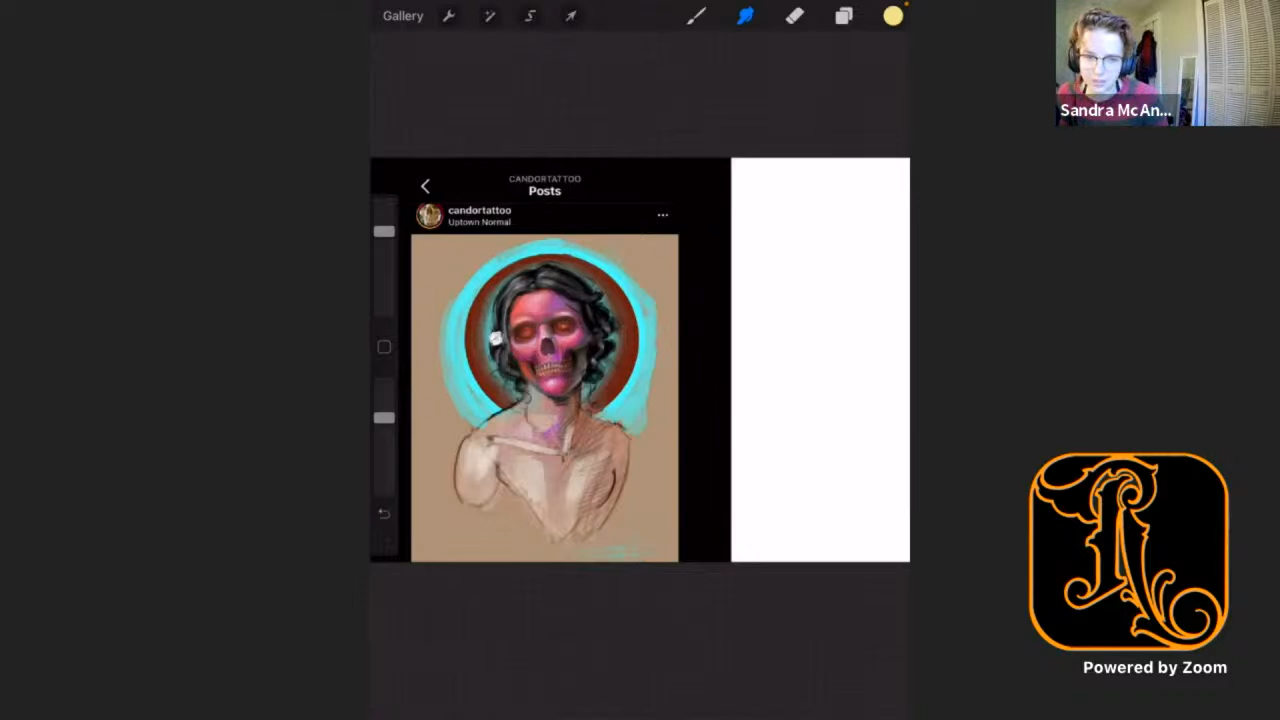 Gallery
Sandra McAn...
CANDORTATTOO
Posts
candortattoo
Uptown Normal
Powered by Zoom